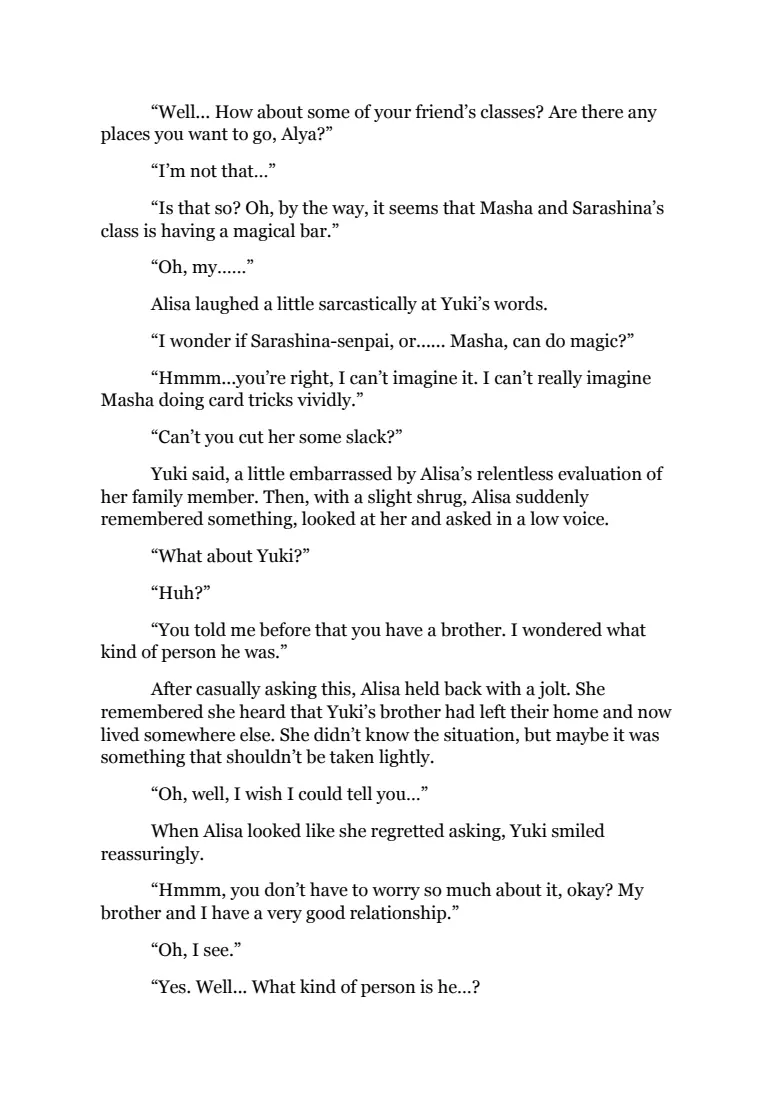 “Well... How about some of your friend’s classes? Are there any
places you want to go, Alya?”
“I’m not that...”
“Is that so? Oh, by the way, it seems that Masha and Sarashina’s
class is having a magical bar.”
“Oh, my......”
Alisa laughed a little sarcastically at Yuki’s words.
“I wonder if Sarashina-senpai, or...... Masha, can do magic?”
“Hmmm...you’re right, I can’t imagine it. I can’t really imagine
Masha doing card tricks vividly.”
“Can’t you cut her some slack?”
Yuki said, a little embarrassed by Alisa’s relentless evaluation of
her family member. Then, with a slight shrug, Alisa suddenly
remembered something, looked at her and asked in a low voice.
“What about Yuki?”
“Huh?”
“You told me before that you have a brother. I wondered what
kind of person he was.”
After casually asking this, Alisa held back with a jolt. She
remembered she heard that Yuki’s brother had left their home and now
lived somewhere else. She didn’t know the situation, but maybe it was
something that shouldn’t be taken lightly.
“Oh, well, I wish I could tell you...”
When Alisa looked like she regretted asking, Yuki smiled
reassuringly.
“Hmmm, you don’t have to worry so much about it, okay? My
brother and I have a very good relationship.”
“Oh, I see.”
“Yes. Well... What kind of person is he...?